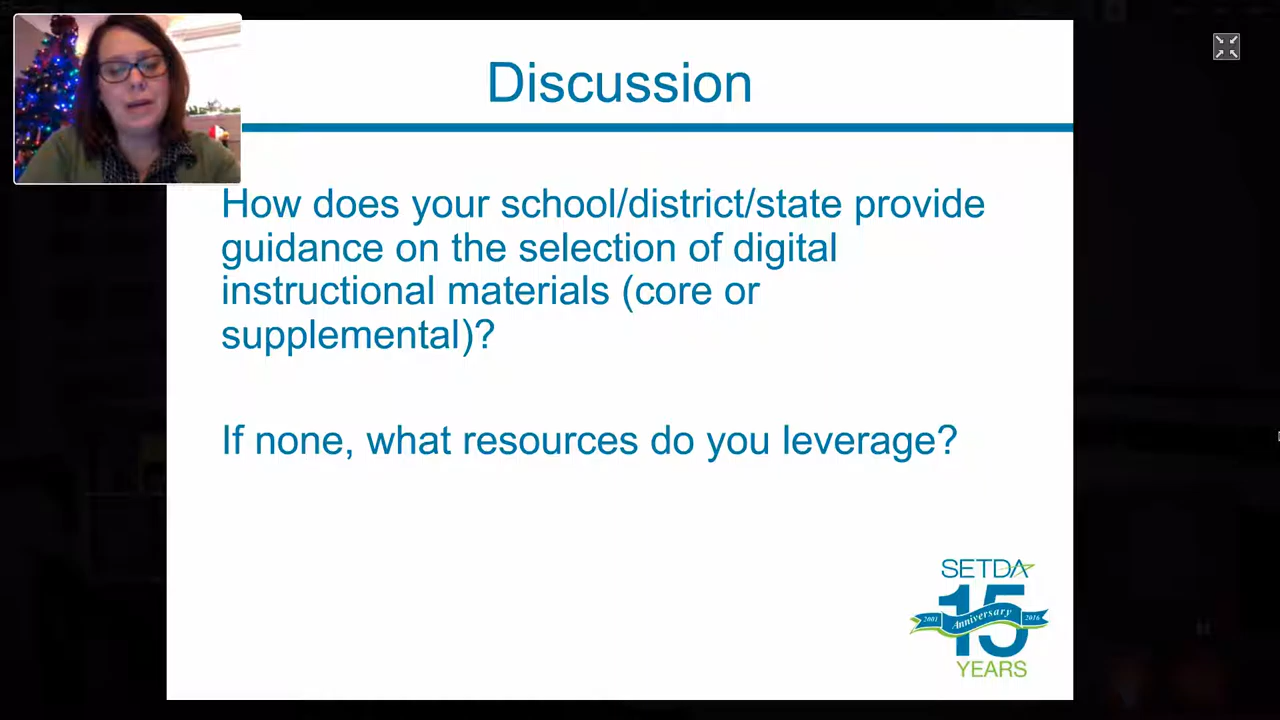 Discussion
How does your school/district/state provide
guidance on the selection of digital
instructional materials (core or
supplemental)?
If none, what resources do you leverage?
SETDA
15
2001 Anniversary 2016
YEARS